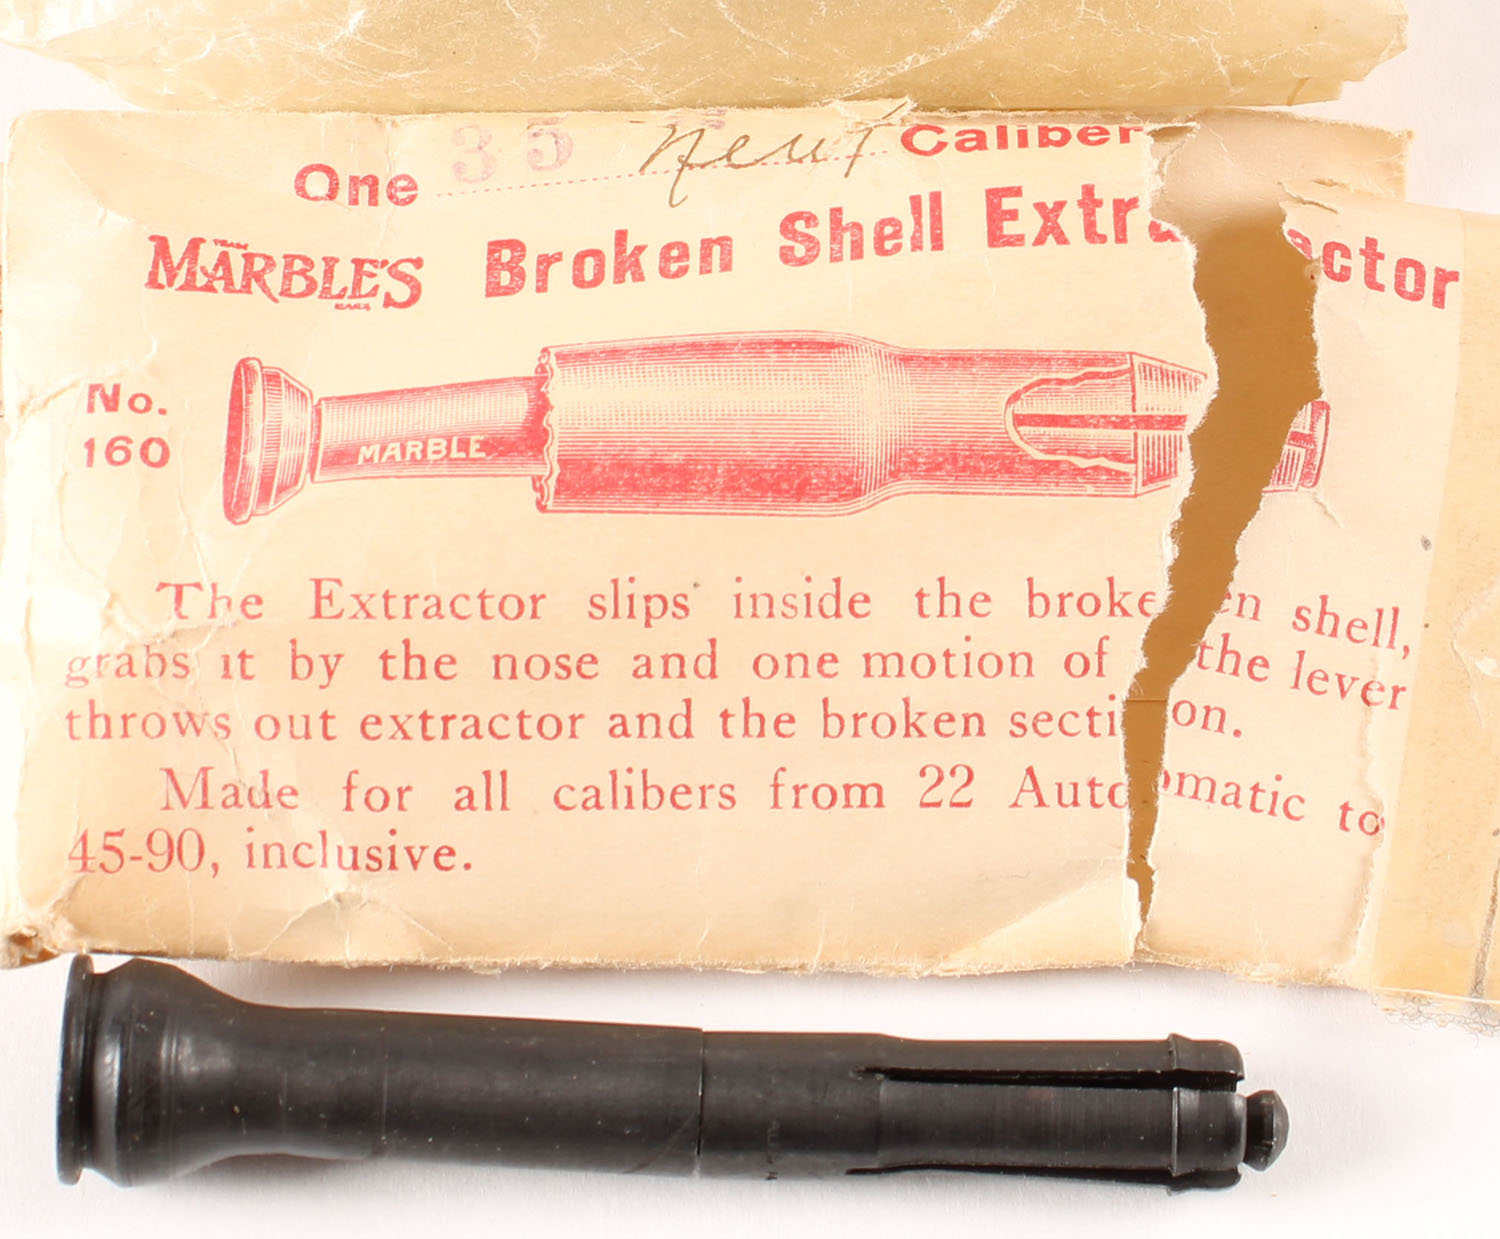 One 35 Caliber
MARBLE'S Broken Shell Extractor
No.
160
MARBLE
The Extractor slips inside the broken shell,
grabs it by the nose and one motion of the lever
throws out extractor and the broken section.
Made for all calibers from 22 Automatic to
45-90, inclusive.